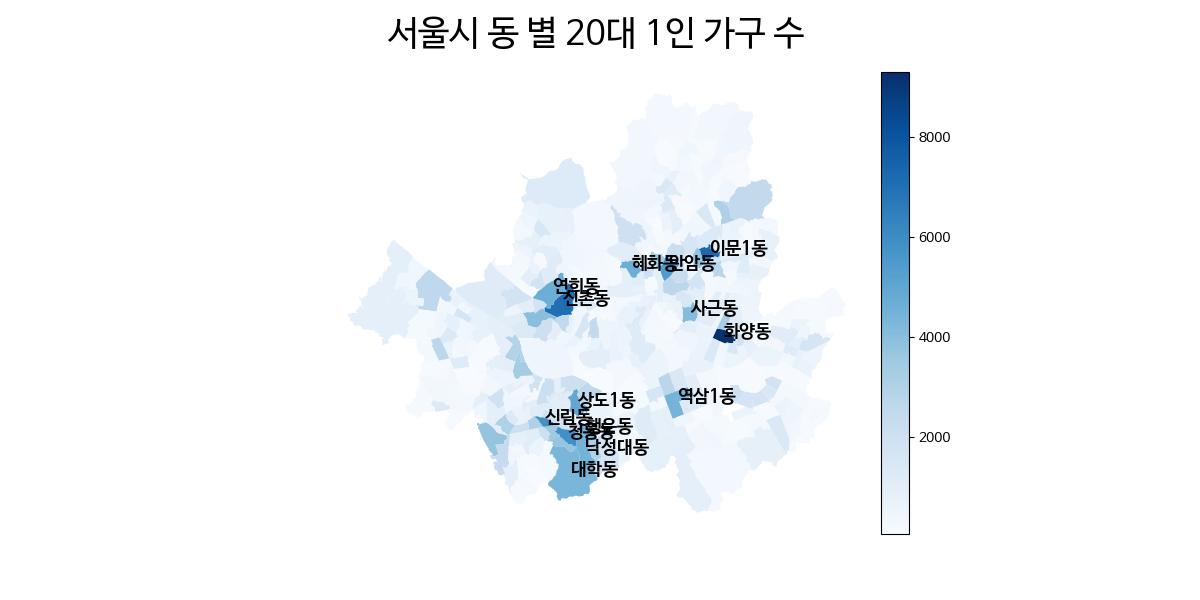 서울시 동 별 20대 1인 가구 수
8000
6000
4000
2000
이문1동
혜화동
안암동
연희동
신촌동
사근동
화양동
역삼1동
상도1동
신림동
행운동
청룡동
낙성대동
대학동